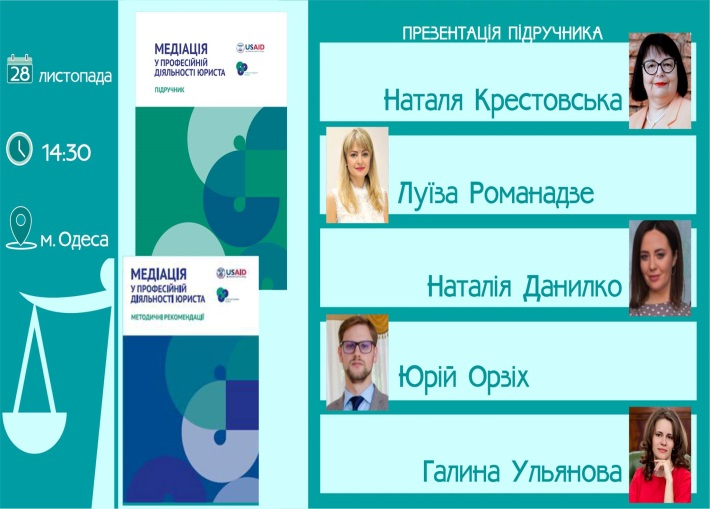 28 листопада
14:30
м. Одеса
МЕДІАЦІЯ
У ПРОФЕСІЙНІЙ
ДІЯЛЬНОСТІ ЮРИСТА
ПІДРУЧНИК
USAID
МЕДІАЦІЯ
У ПРОФЕСІЙНІЙ
ДІЯЛЬНОСТІ ЮРИСТА
МЕТОДИЧНІ РЕКОМЕНДАЦІЇ
USAID
ПРЕЗЕНТАЦІЯ ПІДРУЧНИКА
Наталя Крестовська
Луїза Романадзе
Наталія Данилко
Юрій Орзіх
Галина Ульянова